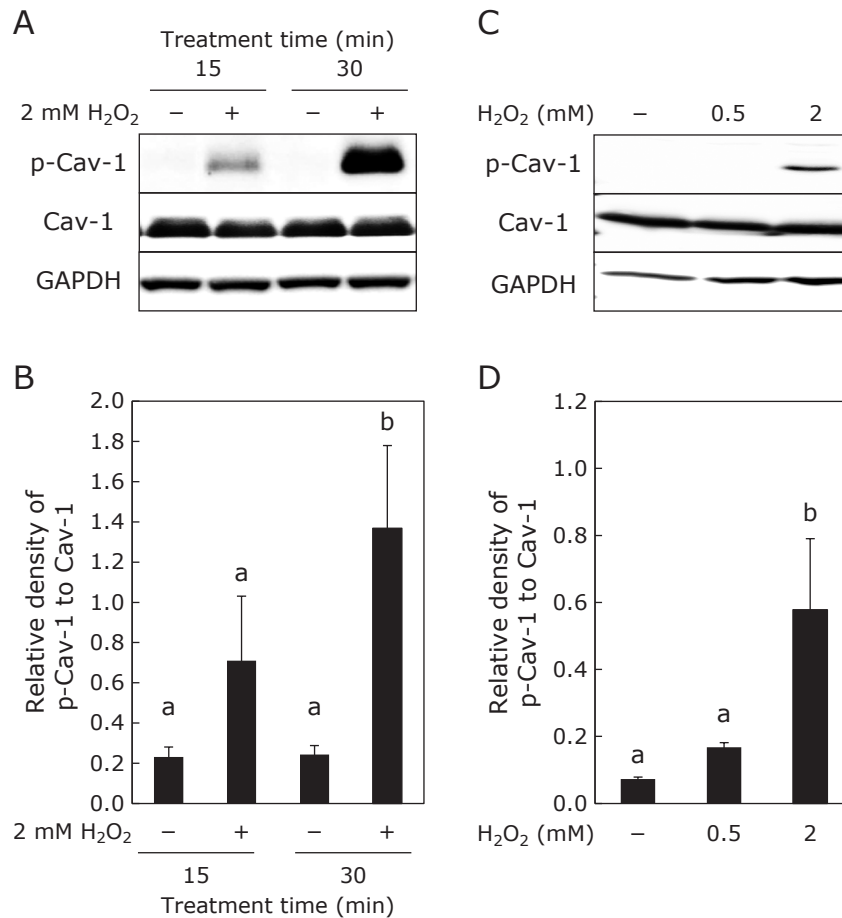 A
Treatment time (min)
15 30
2 mM H₂O₂ − + − +
p-Cav-1
Cav-1
GAPDH
C
H₂O₂ (mM) − 0.5 2
p-Cav-1
Cav-1
GAPDH
B
Relative density of
p-Cav-1 to Cav-1
2.0
1.8
1.6
1.4
1.2
1.0
0.8
0.6
0.4
0.2
0.0
a
a
a
b
2 mM H₂O₂ − + − +
15 30
Treatment time (min)
D
Relative density of
p-Cav-1 to Cav-1
1.2
1.0
0.8
0.6
0.4
0.2
0.0
a
a
b
H₂O₂ (mM) − 0.5 2